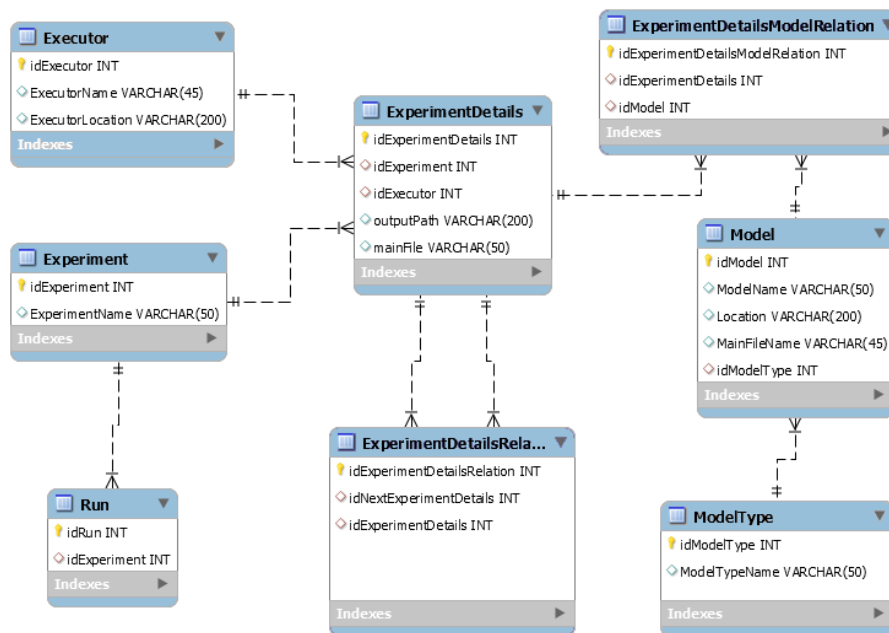 Executor
idExecutor INT
ExecutorName VARCHAR(45)
ExecutorLocation VARCHAR(200)
Indexes
Experiment
idExperiment INT
ExperimentName VARCHAR(50)
Indexes
Run
idRun INT
idExperiment INT
Indexes
ExperimentDetails
idExperimentDetails INT
idExperiment INT
idExecutor INT
outputPath VARCHAR(200)
mainFile VARCHAR(50)
Indexes
ExperimentDetailsRela...
idExperimentDetailsRelation INT
idNextExperimentDetails INT
idExperimentDetails INT
Indexes
ExperimentDetailsModelRelation
idExperimentDetailsModelRelation INT
idExperimentDetails INT
idModel INT
Indexes
Model
idModel INT
ModelName VARCHAR(50)
Location VARCHAR(200)
MainFileName VARCHAR(45)
idModelType INT
Indexes
ModelType
idModelType INT
ModelTypeName VARCHAR(50)
Indexes